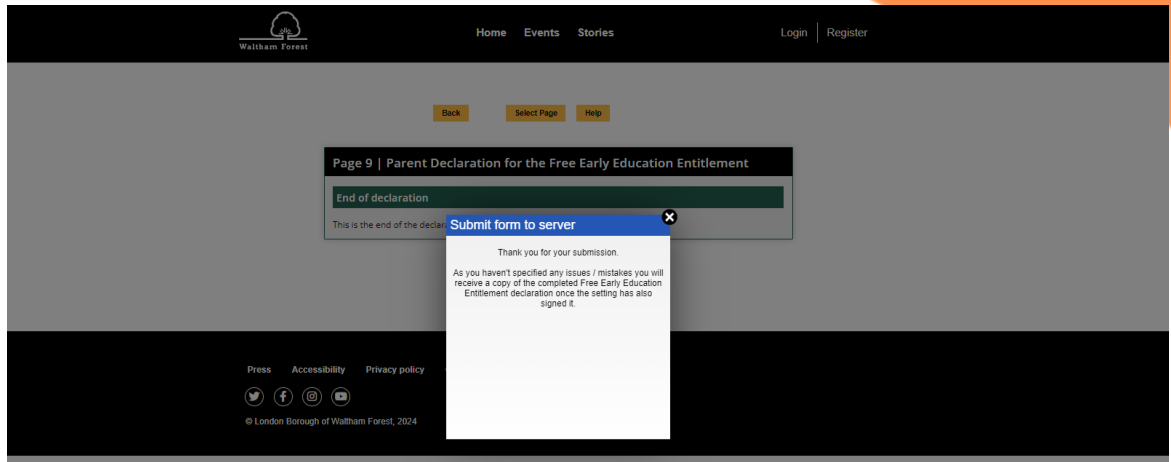 Waltham Forest
Home Events Stories
Login Register
Back Select Page Help
Page 9 | Parent Declaration for the Free Early Education Entitlement
End of declaration
This is the end of the
Submit form to server
Thank you for your submission.
As you haven't specified any issues / mistakes you will
receive a copy of the completed Free Early Education
Entitlement declaration once the setting has also
signed it.
Press Accessibility Privacy policy
© London Borough of Waltham Forest, 2024